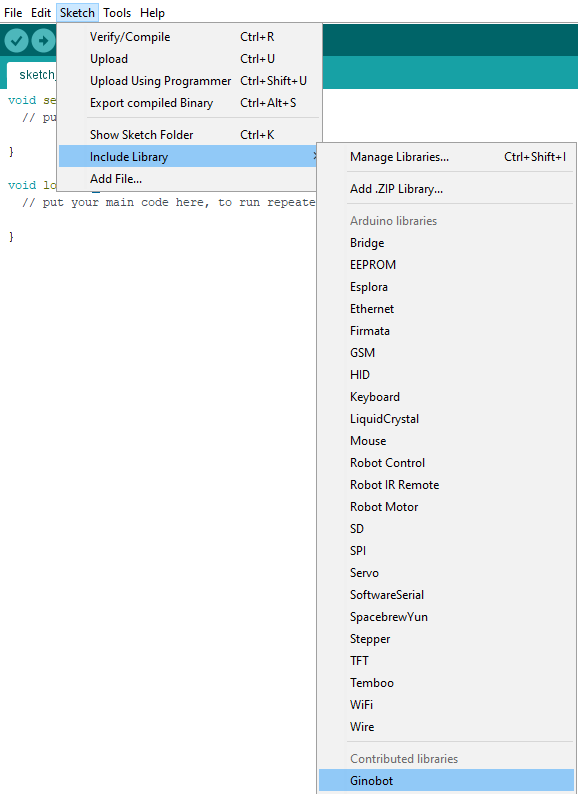 File Edit Sketch Tools Help
Verify/Compile Ctrl+R
Upload Ctrl+U
Upload Using Programmer Ctrl+Shift+U
Export compiled Binary Ctrl+Alt+S
Show Sketch Folder Ctrl+K
Include Library
Add File...
sketch_
void se
// pu
}
void lo
// put your main code here, to run repeate
}
Manage Libraries... Ctrl+Shift+I
Add .ZIP Library...
Arduino libraries
Bridge
EEPROM
Esplora
Ethernet
Firmata
GSM
HID
Keyboard
LiquidCrystal
Mouse
Robot Control
Robot IR Remote
Robot Motor
SD
SPI
Servo
SoftwareSerial
SpacebrewYun
Stepper
TFT
Temboo
WiFi
Wire
Contributed libraries
Ginobot